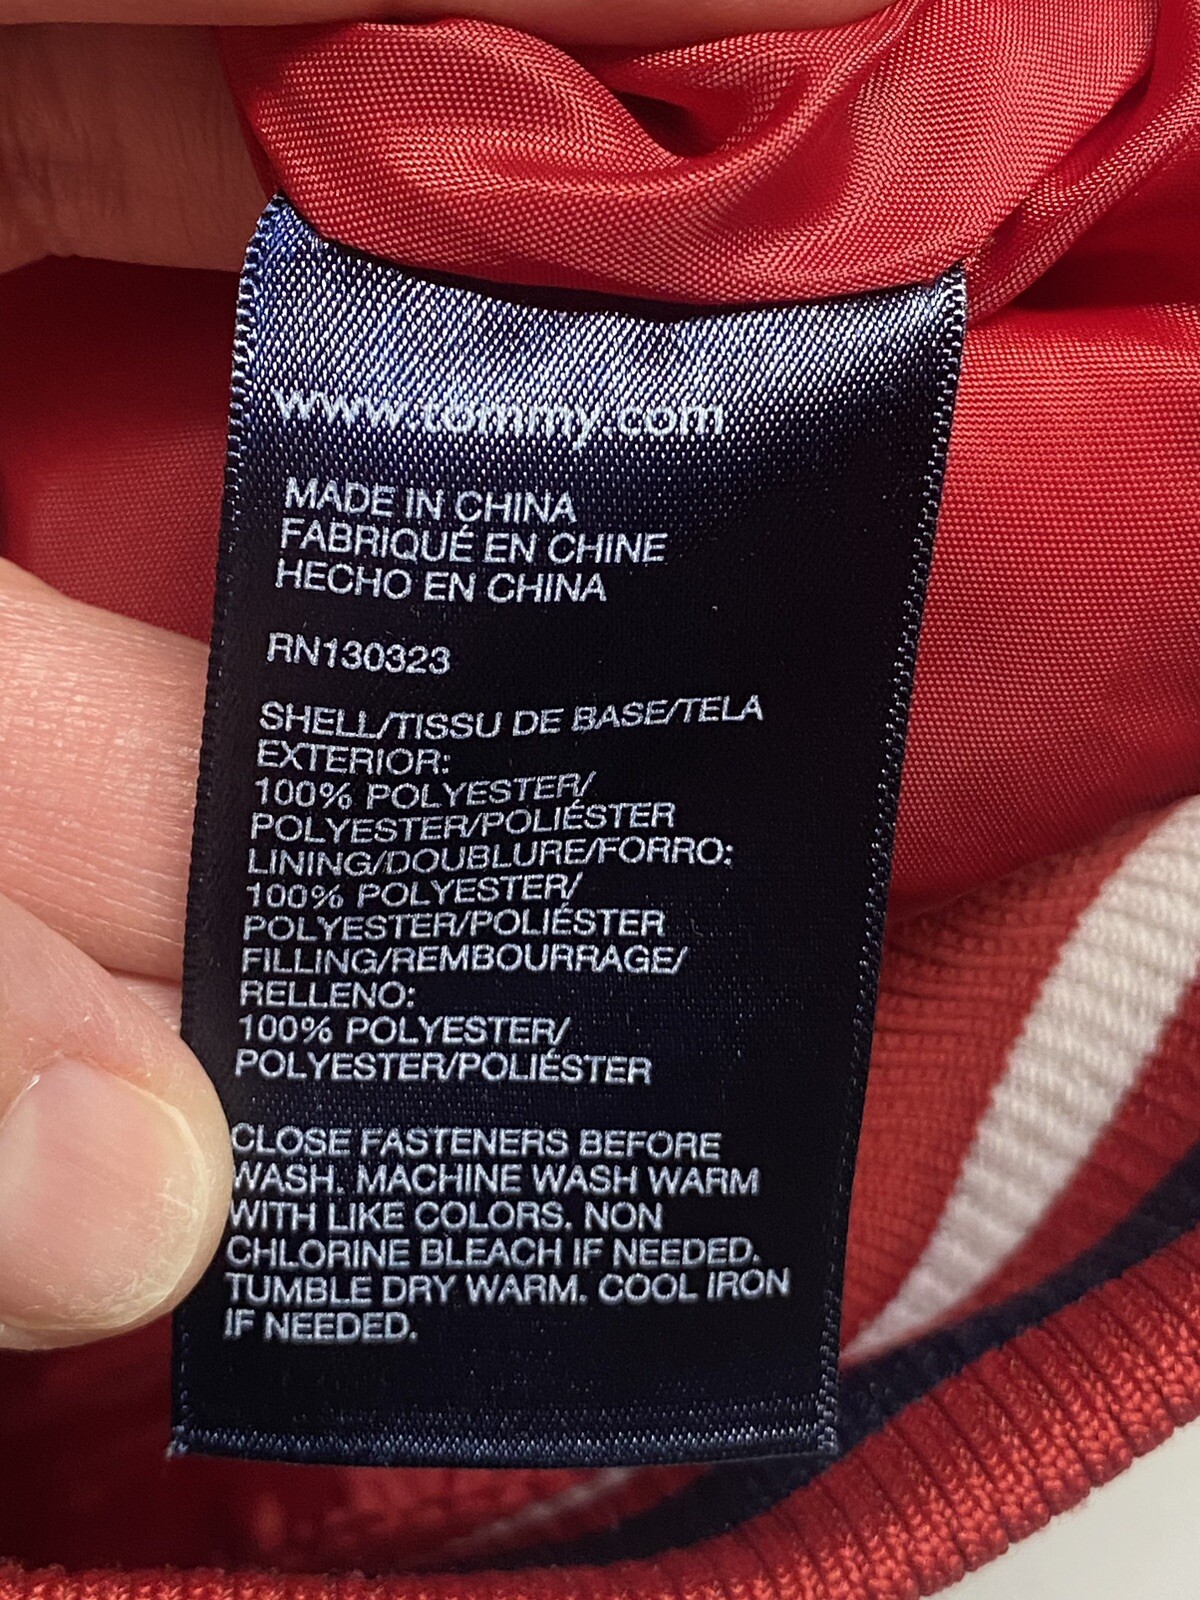 www.tommy.com
MADE IN CHINA
FABRIQUÉ EN CHINE
HECHO EN CHINA
RN130323
SHELL/TISSU DE BASE/TELA
EXTERIOR:
100% POLYESTER/
POLYESTER/POLIÉSTER
LINING/DOUBLURE/FORRO:
100% POLYESTER/
POLYESTER/POLIÉSTER
FILLING/REMBOURRAGE/
RELLENO:
100% POLYESTER/
POLYESTER/POLIÉSTER
CLOSE FASTENERS BEFORE
WASH. MACHINE WASH WARM
WITH LIKE COLORS. NON
CHLORINE BLEACH IF NEEDED.
TUMBLE DRY WARM. COOL IRON
IF NEEDED.